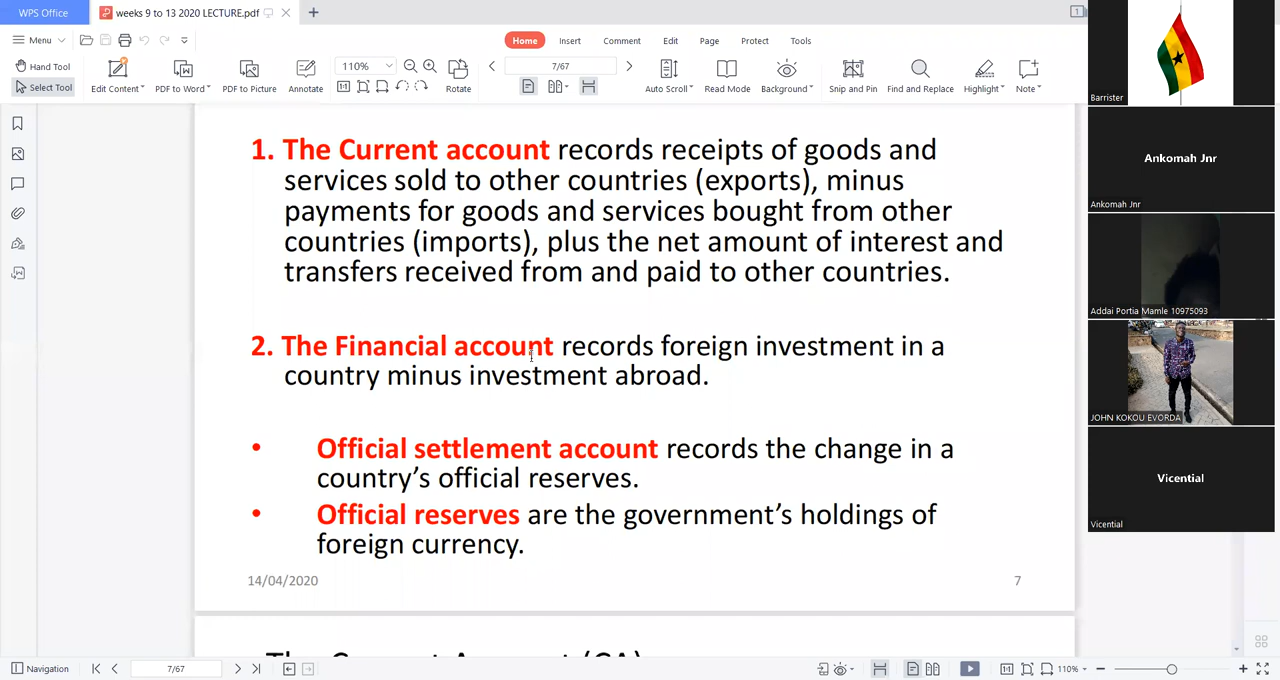 WPS Office
weeks 9 to 13 2020 LECTURE.pdf
1
Menu
Home Insert Comment Edit Page Protect Tools
Hand Tool
Select Tool
Edit Content
PDF to Word
PDF to Picture
Annotate
110%
Rotate
7/67
Auto Scroll
Read Mode
Background
Snip and Pin
Find and Replace
Highlight
Note
1. The Current account records receipts of goods and
services sold to other countries (exports), minus
payments for goods and services bought from other
countries (imports), plus the net amount of interest and
transfers received from and paid to other countries.
2. The Financial account records foreign investment in a
country minus investment abroad.
• Official settlement account records the change in a
country’s official reserves.
• Official reserves are the government’s holdings of
foreign currency.
14/04/2020
7
Barrister
Ankomah Jnr
Ankomah Jnr
Addai Portia Mamle 10975093
JOHN KOKOU EVORDA
Vicential
Vicential
Navigation
7/67
110%